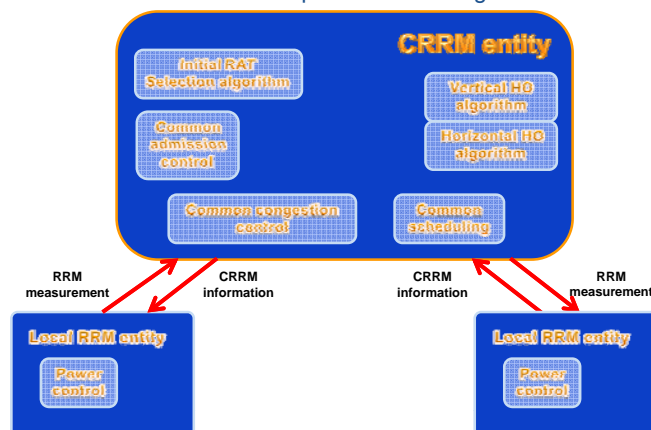 CRRM entity
Initial RAT
Selection algorithm
Vertical HO
algorithm
Common
admission
control
Horizontal HO
algorithm
Common congestion
control
Common
scheduling
RRM
measurement
CRRM
information
CRRM
information
RRM
measurement
Local RRM entity
Power
control
Local RRM entity
Power
control